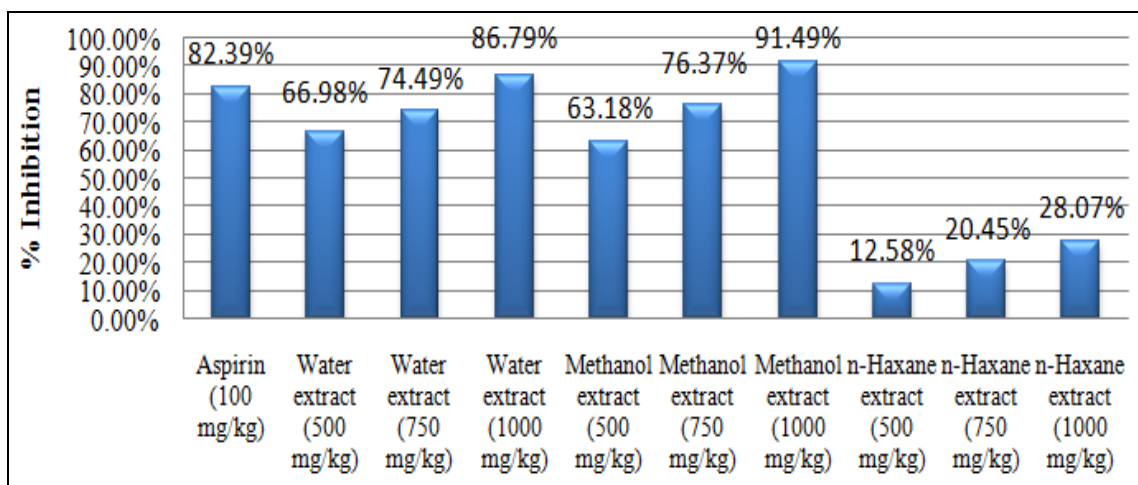 % Inhibition
100.00%
90.00%
80.00%
70.00%
60.00%
50.00%
40.00%
30.00%
20.00%
10.00%
0.00%
82.39%
66.98%
74.49%
86.79%
63.18%
76.37%
91.49%
12.58%
20.45%
28.07%
Aspirin
(100
mg/kg)
Water
extract
(500
mg/kg)
Water
extract
(750
mg/kg)
Water
extract
(1000
mg/kg)
Methanol
extract
(500
mg/kg)
Methanol
extract
(750
mg/kg)
Methanol
extract
(1000
mg/kg)
n-Haxane
extract
(500
mg/kg)
n-Haxane
extract
(750
mg/kg)
n-Haxane
extract
(1000
mg/kg)